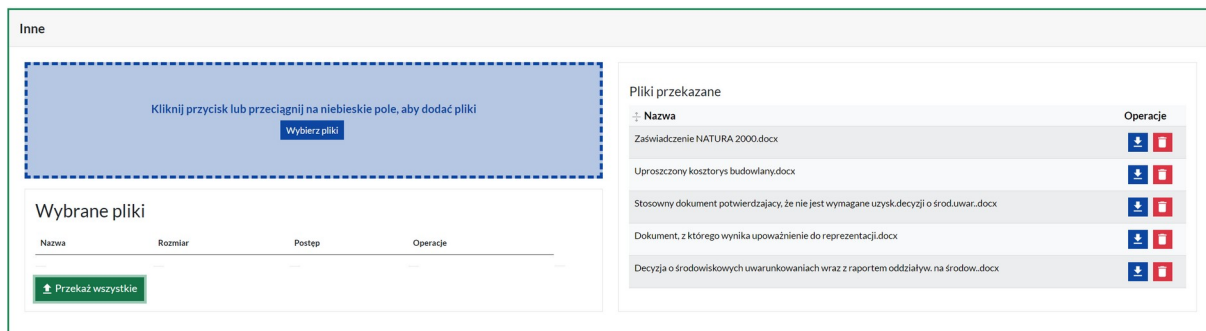 Inne
Kliknij przycisk lub przeciągnij na niebieskie pole, aby dodać pliki
Wybierz pliki
Wybrane pliki
Nazwa Rozmiar Postęp Operacje
Przekaż wszystkie
Pliki przekazane
Nazwa Operacje
Zaświadczenie NATURA 2000.docx
Uproszczony kosztorys budowlany.docx
Stosowny dokument potwierdzajacy, że nie jest wymagane uzysk.decyzji o środ.uwar..docx
Dokument, z którego wynika upoważnienie do reprezentacji.docx
Decyzja o środowiskowych uwarunkowaniach wraz z raportem oddziaływ. na środow..docx